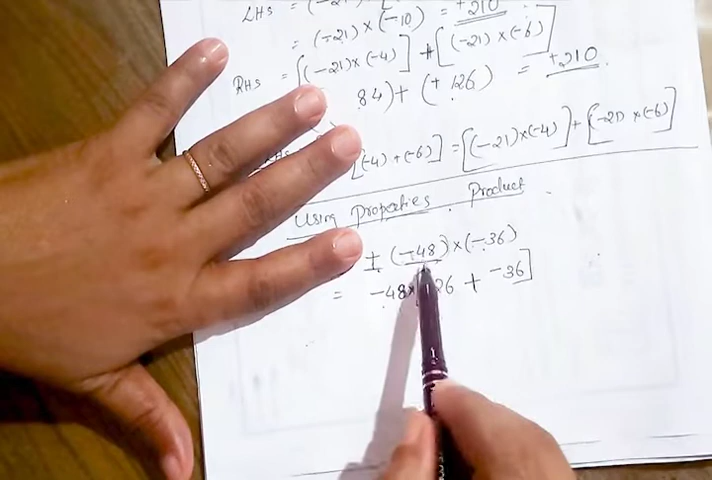 LHS =
= (-21) × (-10) = +210
RHS = [(-21)×(-4)] + [(-21) × (-6)]
84) + (+126) = +210
[(-4) + (-6)] = [(-21)×(-4)] + [(-21) × (-6)]
Using Properties. Product
+ (-48) × (-36)
= -48× 26 + -36]